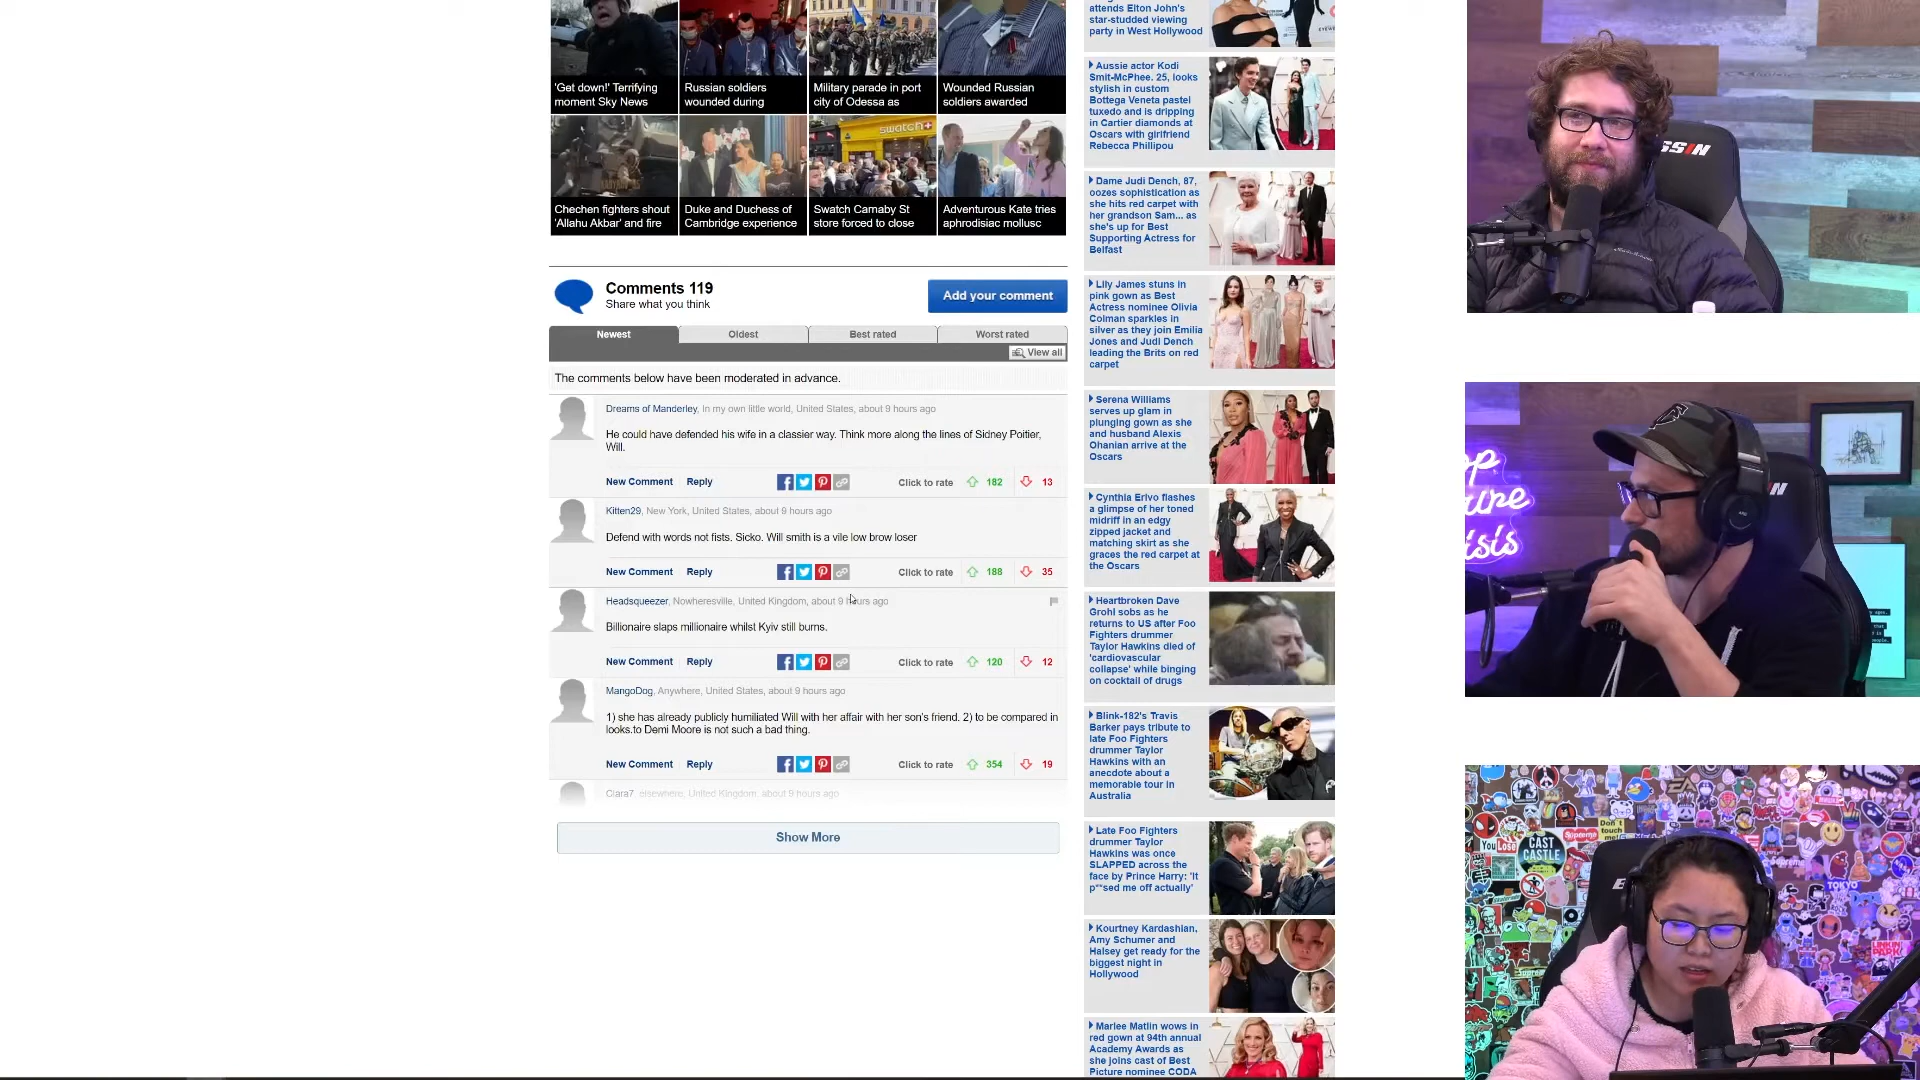 'Get down!' Terrifying
moment Sky News
Russian soldiers
wounded during
Military parade in port
city of Odessa as
Wounded Russian
soldiers awarded
swatch
Chechen fighters shout
'Allahu Akbar' and fire
Duke and Duchess of
Cambridge experience
Swatch Carnaby St
store forced to close
Adventurous Kate tries
aphrodisiac mollusc
Comments 119
Share what you think
Add your comment
Newest
Oldest
Best rated
Worst rated
View all
The comments below have been moderated in advance.
Dreams of Manderley, In my own little world, United States, about 9 hours ago
He could have defended his wife in a classier way. Think more along the lines of Sidney Poitier,
Will.
New Comment Reply Click to rate 182 13
Kitten29, New York, United States, about 9 hours ago
Defend with words not fists. Sicko. Will smith is a vile low brow loser
New Comment Reply Click to rate 188 35
Headsqueezer, Nowheresville, United Kingdom, about 9 hours ago
Billionaire slaps millionaire whilst Kyiv still burns.
New Comment Reply Click to rate 120 12
MangoDog, Anywhere, United States, about 9 hours ago
1) she has already publicly humiliated Will with her affair with her son's friend. 2) to be compared in
looks.to Demi Moore is not such a bad thing.
New Comment Reply Click to rate 354 19
Clara7, elsewhere, United Kingdom, about 9 hours ago
Show More
attends Elton John's
star-studded viewing
party in West Hollywood
Aussie actor Kodi
Smit-McPhee, 25, looks
stylish in custom
Bottega Veneta pastel
tuxedo and is dripping
in Cartier diamonds at
Oscars with girlfriend
Rebecca Phillipou
Dame Judi Dench, 87,
oozes sophistication as
she hits red carpet with
her grandson Sam... as
she's up for Best
Supporting Actress for
Belfast
Lily James stuns in
pink gown as Best
Actress nominee Olivia
Colman sparkles in
silver as they join Emilia
Jones and Judi Dench
leading the Brits on red
carpet
Serena Williams
serves up glam in
plunging gown as she
and husband Alexis
Ohanian arrive at the
Oscars
Cynthia Erivo flashes
a glimpse of her toned
midriff in an edgy
zipped jacket and
matching skirt as she
graces the red carpet at
the Oscars
Heartbroken Dave
Grohl sobs as he
returns to US after Foo
Fighters drummer
Taylor Hawkins died of
'cardiovascular
collapse' while binging
on cocktail of drugs
Blink-182's Travis
Barker pays tribute to
late Foo Fighters
drummer Taylor
Hawkins with an
anecdote about a
memorable tour in
Australia
Late Foo Fighters
drummer Taylor
Hawkins was once
SLAPPED across the
face by Prince Harry: 'It
p**sed me off actually'
Kourtney Kardashian,
Amy Schumer and
Halsey get ready for the
biggest night in
Hollywood
Marlee Matlin wows in
red gown at 94th annual
Academy Awards as
she joins cast of Best
Picture nominee CODA
SSIN
Don't
touch
me!
You Lose
Supreme
CAST
CASTLE
EA
TOKYO
LINKIN
PARK